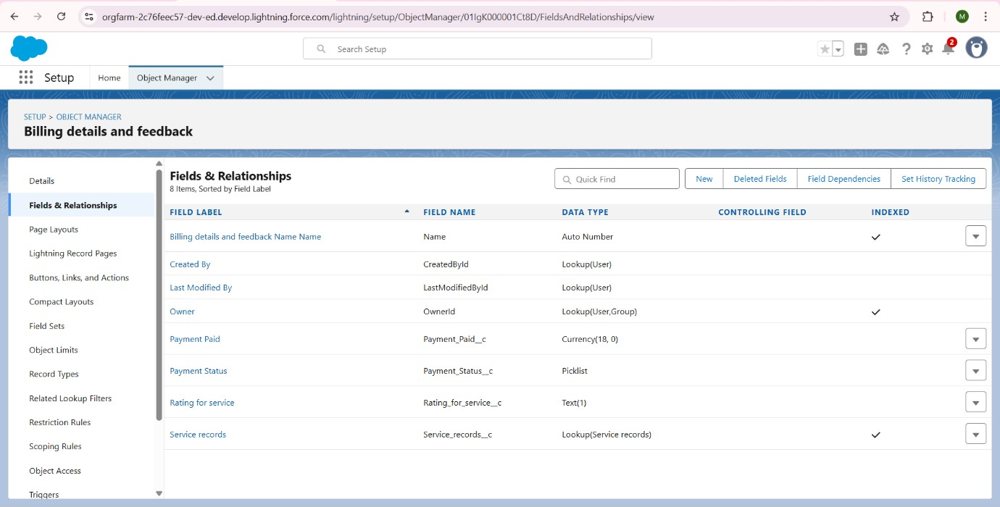 orgfarm-2c76feec57-dev-ed.develop.lightning.force.com/lightning/setup/ObjectManager/01IgK000001Ct8D/FieldsAndRelationships/view
M
Search Setup
2
Setup
Home
Object Manager
SETUP > OBJECT MANAGER
Billing details and feedback
Details
Fields & Relationships
Page Layouts
Lightning Record Pages
Buttons, Links, and Actions
Compact Layouts
Field Sets
Object Limits
Record Types
Related Lookup Filters
Restriction Rules
Scoping Rules
Object Access
Triggers
Fields & Relationships
8 Items, Sorted by Field Label
Quick Find
New
Deleted Fields
Field Dependencies
Set History Tracking
FIELD LABEL FIELD NAME DATA TYPE CONTROLLING FIELD INDEXED
Billing details and feedback Name Name Name Auto Number
Created By CreatedById Lookup(User)
Last Modified By LastModifiedById Lookup(User)
Owner OwnerId Lookup(User,Group)
Payment Paid Payment_Paid__c Currency(18, 0)
Payment Status Payment_Status__c Picklist
Rating for service Rating_for_service__c Text(1)
Service records Service_records__c Lookup(Service records)